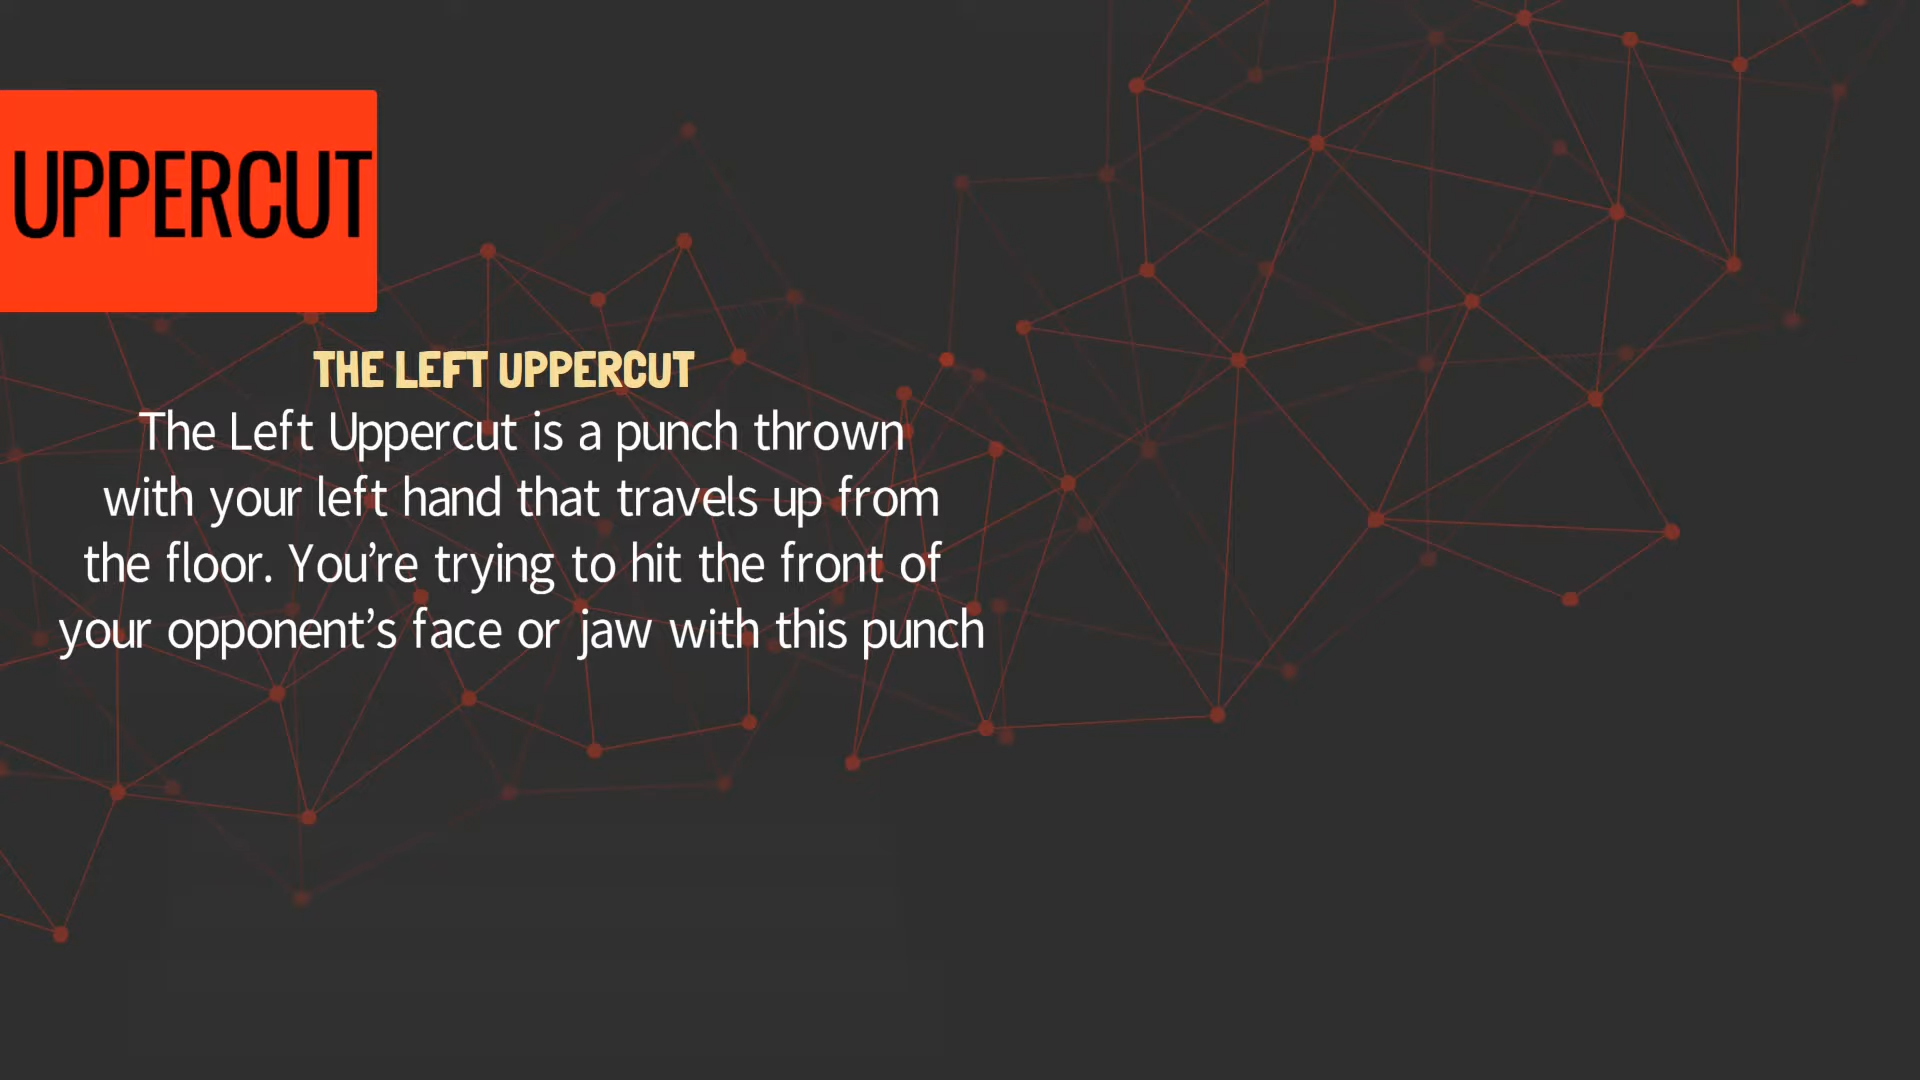 UPPERCUT
THE LEFT UPPERCUT
The Left Uppercut is a punch thrown
with your left hand that travels up from
the floor. You’re trying to hit the front of
your opponent’s face or jaw with this punch